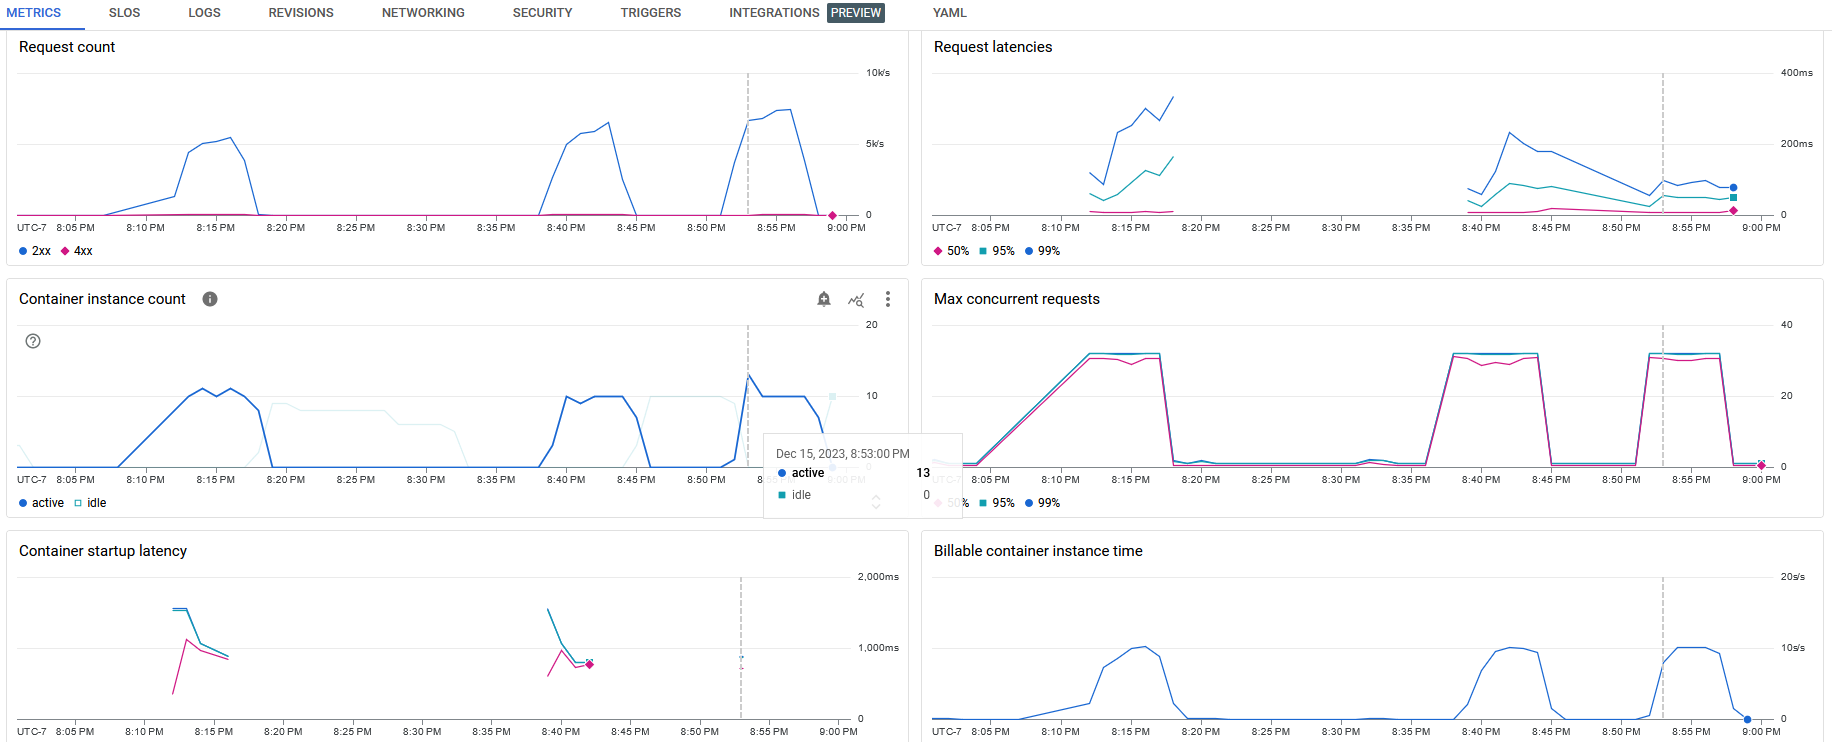 METRICS SLOS LOGS REVISIONS NETWORKING SECURITY TRIGGERS INTEGRATIONS PREVIEW YAML
Request count
10k/s
5k/s
0
UTC-7 8:05 PM 8:10 PM 8:15 PM 8:20 PM 8:25 PM 8:30 PM 8:35 PM 8:40 PM 8:45 PM 8:50 PM 8:55 PM 9:00 PM
2xx 4xx
Request latencies
400ms
200ms
0
UTC-7 8:05 PM 8:10 PM 8:15 PM 8:20 PM 8:25 PM 8:30 PM 8:35 PM 8:40 PM 8:45 PM 8:50 PM 8:55 PM 9:00 PM
50% 95% 99%
Container instance count
20
10
0
UTC-7 8:05 PM 8:10 PM 8:15 PM 8:20 PM 8:25 PM 8:30 PM 8:35 PM 8:40 PM 8:45 PM 8:50 PM 8:55 PM 9:00 PM
active idle
Dec 15, 2023, 8:53:00 PM
active 13
idle 0
Max concurrent requests
40
20
0
UTC-7 8:05 PM 8:10 PM 8:15 PM 8:20 PM 8:25 PM 8:30 PM 8:35 PM 8:40 PM 8:45 PM 8:50 PM 8:55 PM 9:00 PM
50% 95% 99%
Container startup latency
2,000ms
1,000ms
0
UTC-7 8:05 PM 8:10 PM 8:15 PM 8:20 PM 8:25 PM 8:30 PM 8:35 PM 8:40 PM 8:45 PM 8:50 PM 8:55 PM 9:00 PM
Billable container instance time
20s/s
10s/s
0
UTC-7 8:05 PM 8:10 PM 8:15 PM 8:20 PM 8:25 PM 8:30 PM 8:35 PM 8:40 PM 8:45 PM 8:50 PM 8:55 PM 9:00 PM